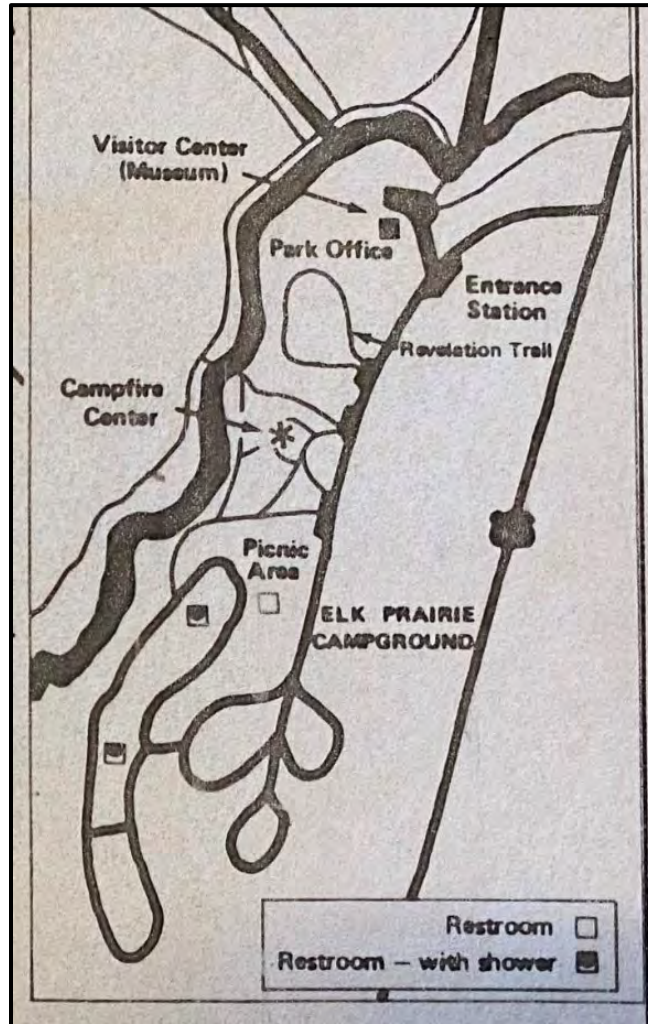 Visitor Center
(Museum)
Park Office
Entrance
Station
Revelation Trail
Campfire
Center
Picnic
Area
ELK PRAIRIE
CAMPGROUND
Restroom
Restroom – with shower